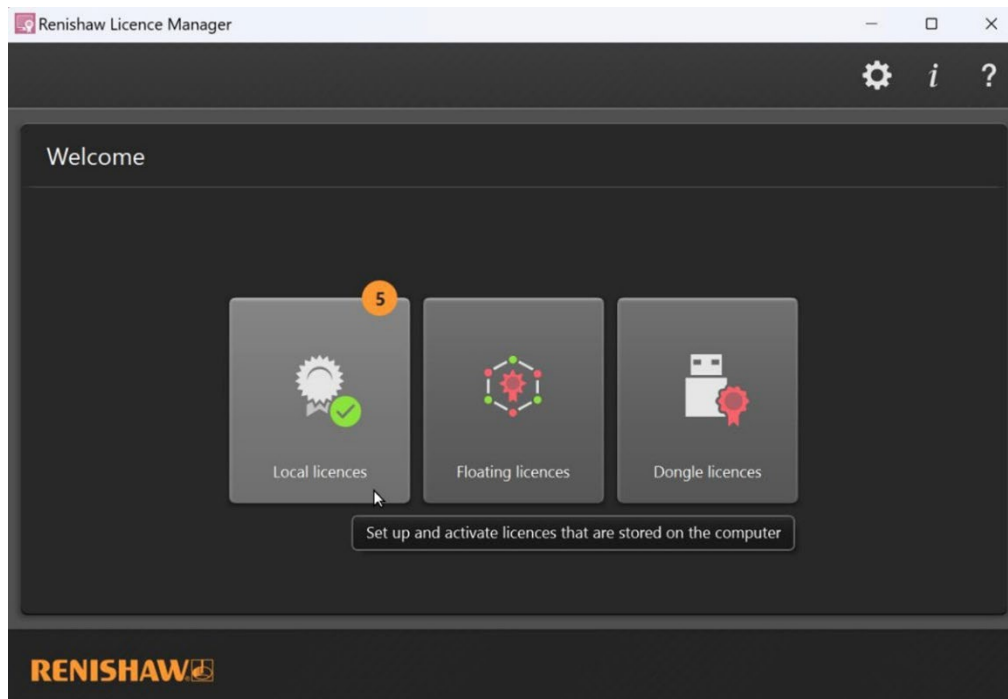 Renishaw Licence Manager
i ?
Welcome
5
Local licences
Floating licences
Dongle licences
Set up and activate licences that are stored on the computer
RENISHAW